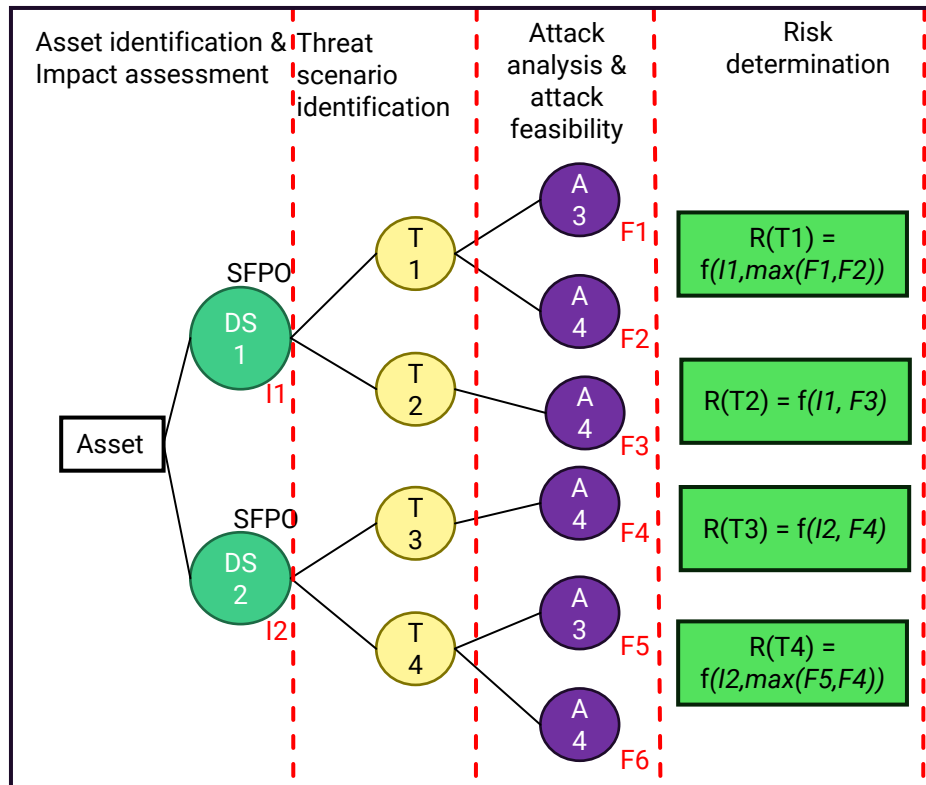 Asset identification &
Impact assessment
Threat
scenario
identification
Attack
analysis &
attack
feasibility
Risk
determination
A
3
F1
T
1
R(T1) =
f(I1,max(F1,F2))
SFPO
DS
1
I1
A
4
F2
T
2
A
4
F3
R(T2) = f(I1, F3)
Asset
SFPO
DS
2
I2
T
3
A
4
F4
R(T3) = f(I2, F4)
T
4
A
3
F5
R(T4) =
f(I2,max(F5,F4))
A
4
F6